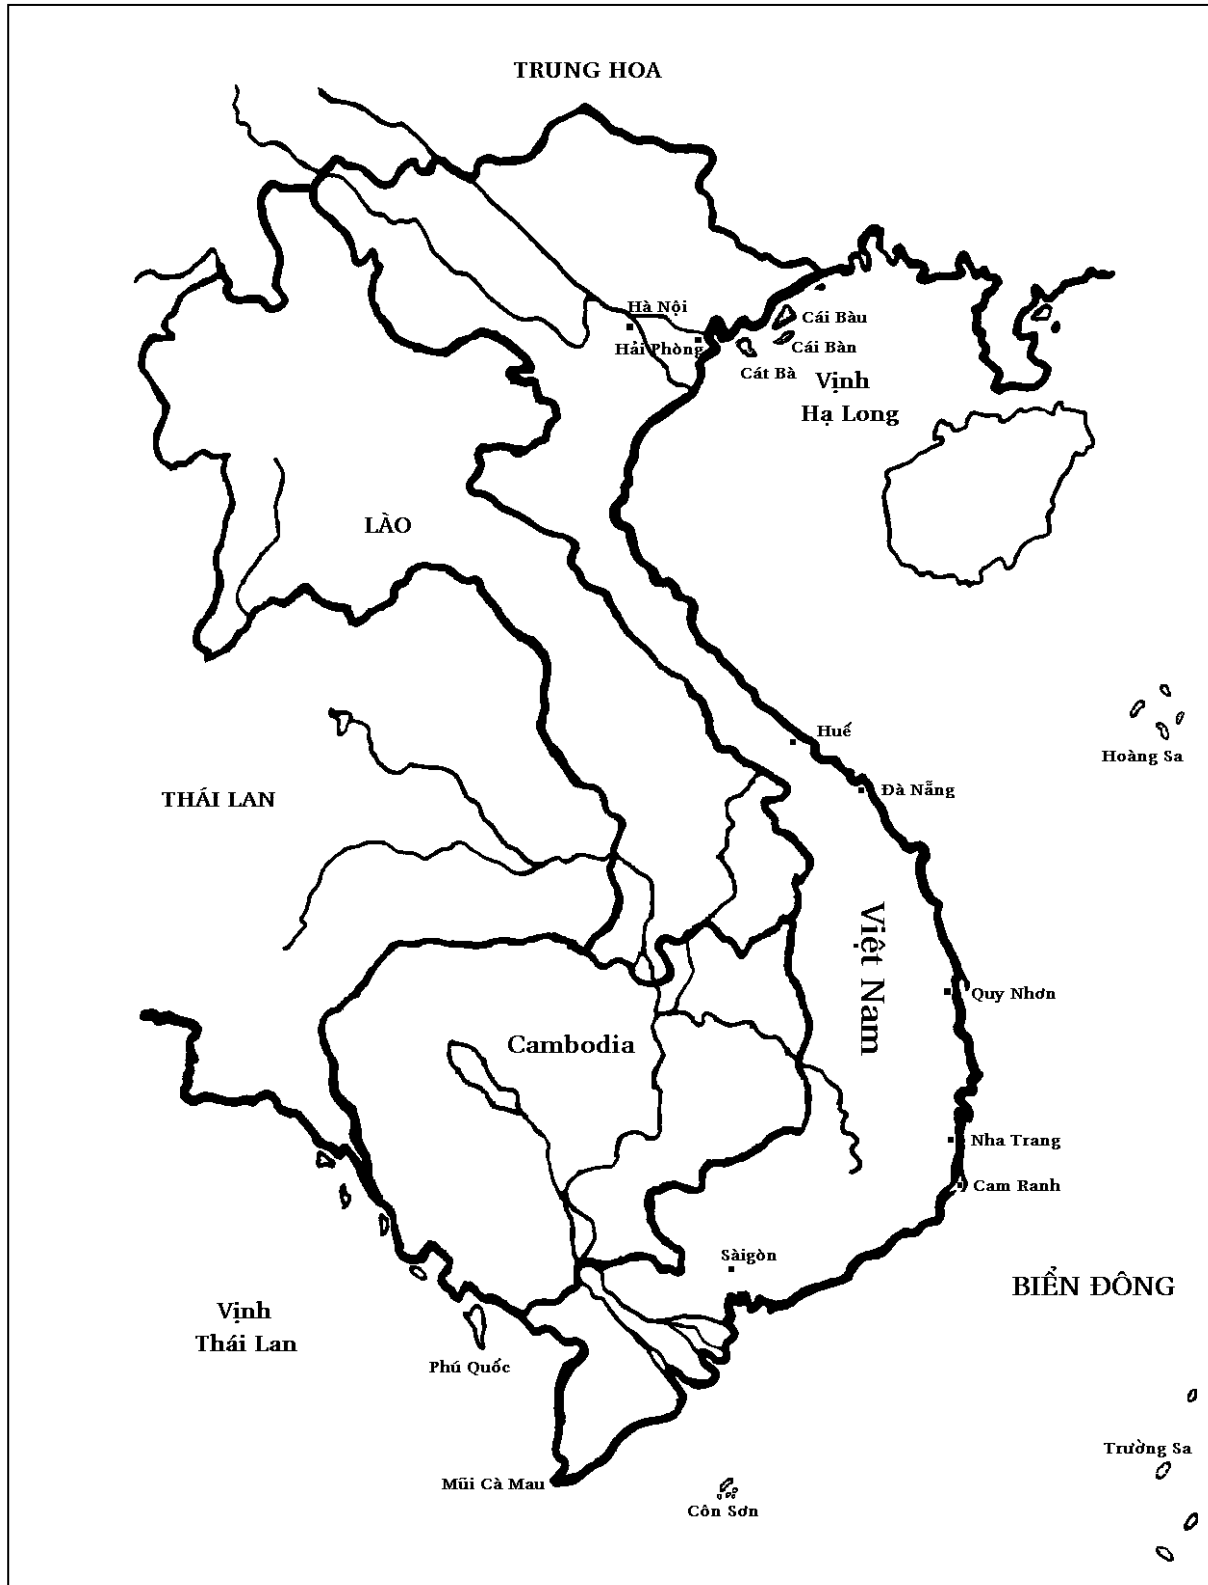 TRUNG HOA
Hà Nội
Cái Bàu
Hải Phòng
Cái Bàn
Cát Bà
Vịnh
Hạ Long
LÀO
Huế
Hoàng Sa
Đà Nẵng
THÁI LAN
Việt Nam
Quy Nhơn
Cambodia
Nha Trang
Cam Ranh
Sàigòn
BIỂN ĐÔNG
Vịnh
Thái Lan
Phú Quốc
Trường Sa
Mũi Cà Mau
Côn Sơn